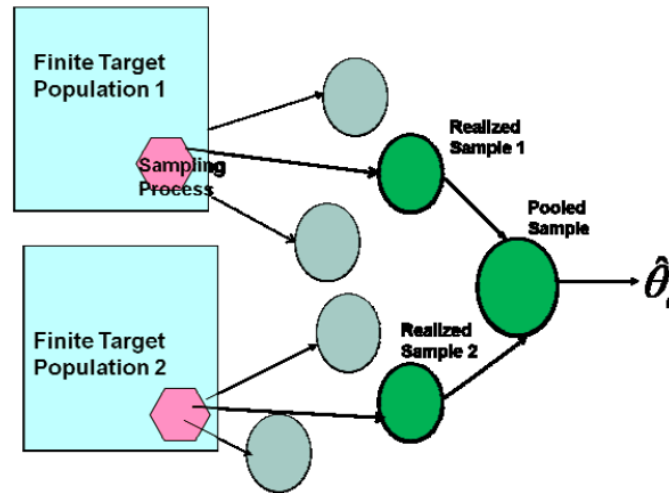 Finite Target
Population 1
Sampling
Process
Realized
Sample 1
Pooled
Sample
Finite Target
Population 2
Realized
Sample 2